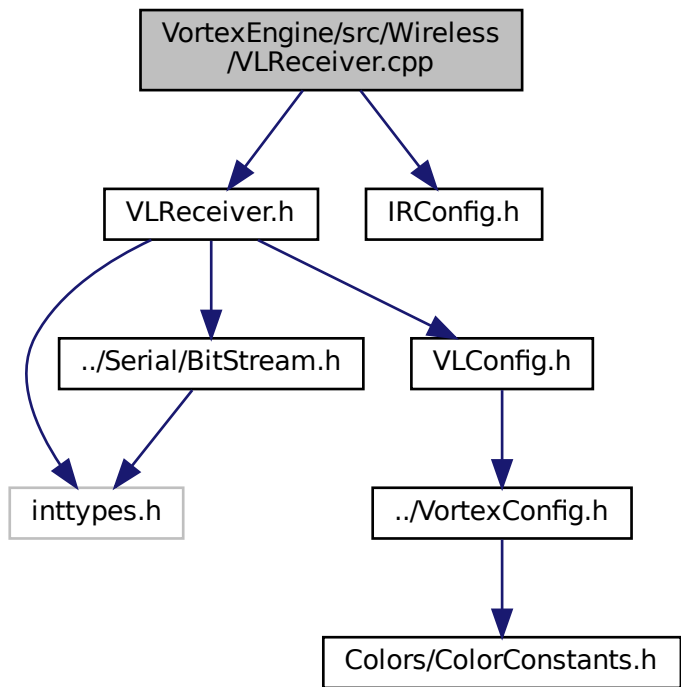 VortexEngine/src/Wireless
/VLReceiver.cpp
VLReceiver.h
IRConfig.h
../Serial/BitStream.h
VLConfig.h
inttypes.h
../VortexConfig.h
Colors/ColorConstants.h